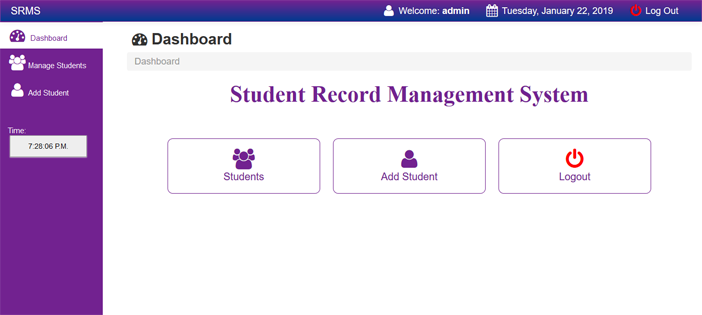 SRMS
Welcome: admin
Tuesday, January 22, 2019
Log Out
Dashboard
Manage Students
Add Student
Time:
7:28:06 P.M.
Dashboard
Dashboard
Student Record Management System
Students
Add Student
Logout